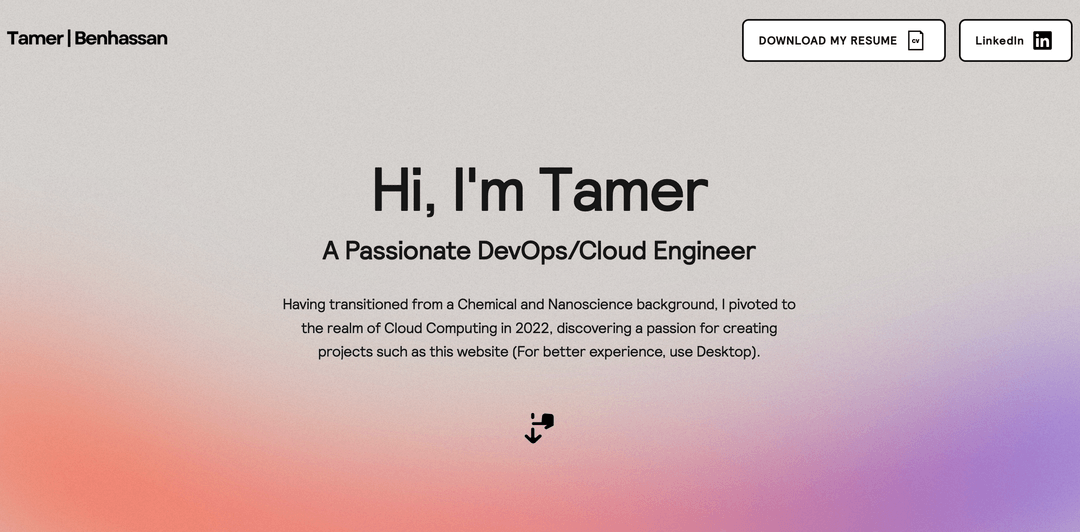 Tamer | Benhassan
DOWNLOAD MY RESUME CV
LinkedIn in
Hi, I'm Tamer
A Passionate DevOps/Cloud Engineer
Having transitioned from a Chemical and Nanoscience background, I pivoted to
the realm of Cloud Computing in 2022, discovering a passion for creating
projects such as this website (For better experience, use Desktop).